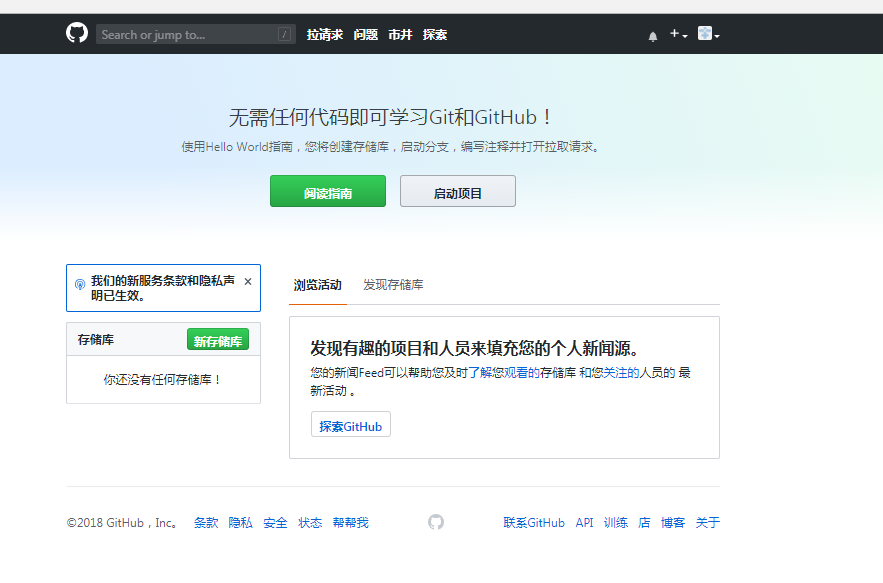 Search or jump to... / 拉请求 问题 市井 探索
无需任何代码即可学习Git和GitHub！
使用Hello World指南，您将创建存储库，启动分支，编写注释并打开拉取请求。
阅读指南 启动项目
我们的新服务条款和隐私声
明已生效。
存储库 新存储库
你还没有任何存储库！
浏览活动 发现存储库
发现有趣的项目和人员来填充您的个人新闻源。
您的新闻Feed可以帮助您及时了解您观看的存储库 和您关注的人员的 最
新活动 。
探索GitHub
©2018 GitHub，Inc。 条款 隐私 安全 状态 帮帮我
联系GitHub API 训练 店 博客 关于